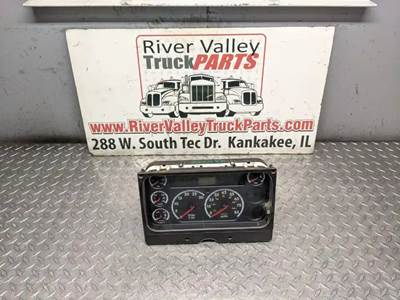 River Valley
TruckPARTS
www.RiverValleyTruckParts.com
288 W. South Tec Dr. Kankakee, IL